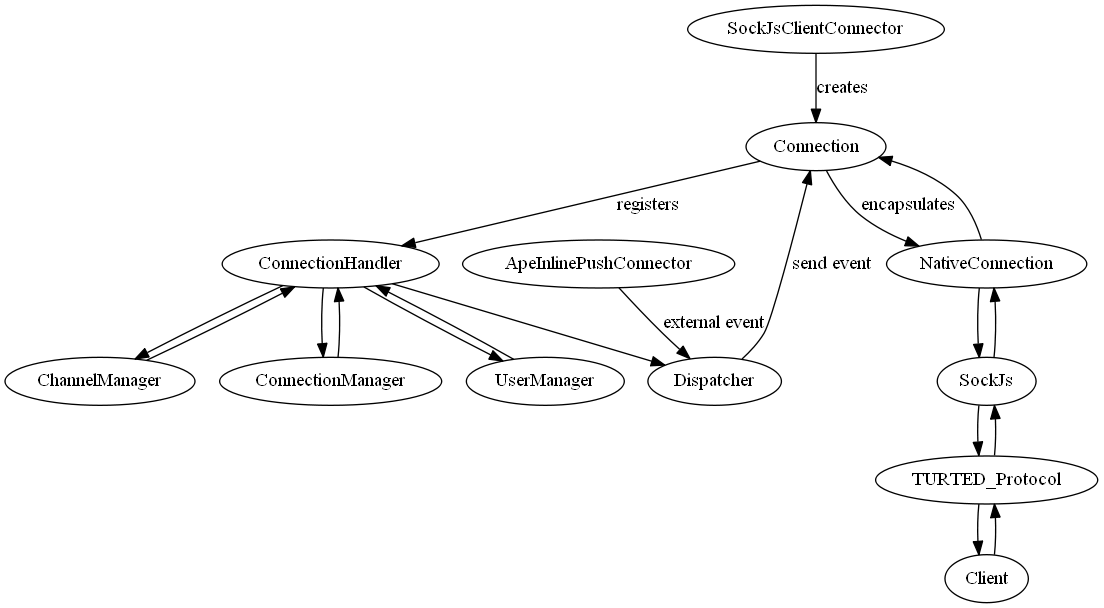 SockJsClientConnector
creates
Connection
registers
encapsulates
ConnectionHandler
ApeInlinePushConnector
send event
NativeConnection
external event
ChannelManager
ConnectionManager
UserManager
Dispatcher
SockJs
TURTED_Protocol
Client